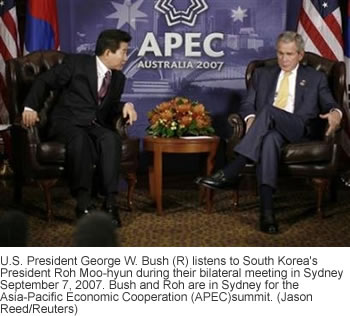 APEC
AUSTRALIA 2007
U.S. President George W. Bush (R) listens to South Korea's
President Roh Moo-hyun during their bilateral meeting in Sydney
September 7, 2007. Bush and Roh are in Sydney for the
Asia-Pacific Economic Cooperation (APEC)summit. (Jason
Reed/Reuters)